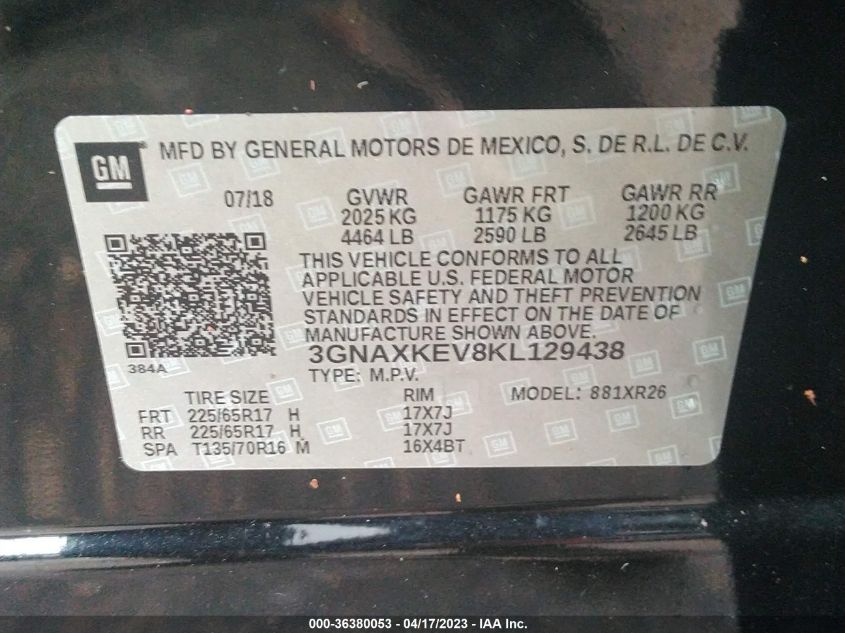 GM MFD BY GENERAL MOTORS DE MEXICO, S. DE R.L. DE C.V.
07/18 GVWR GAWR FRT GAWR RR
2025 KG 1175 KG 1200 KG
4464 LB 2590 LB 2645 LB
THIS VEHICLE CONFORMS TO ALL
APPLICABLE U.S. FEDERAL MOTOR
VEHICLE SAFETY AND THEFT PREVENTION
STANDARDS IN EFFECT ON THE DATE OF
MANUFACTURE SHOWN ABOVE.
3GNAXKEV8KL129438
384A TYPE: M.P.V.
TIRE SIZE RIM MODEL: 881XR26
FRT 225/65R17 H 17X7J
RR 225/65R17 H 17X7J
SPA T135/70R16 M 16X4BT
000-36380053 - 04/17/2023 - IAA Inc.